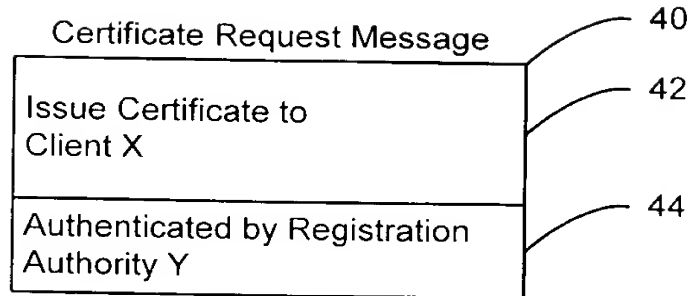 Certificate Request Message
40
Issue Certificate to
Client X
42
Authenticated by Registration
Authority Y
44